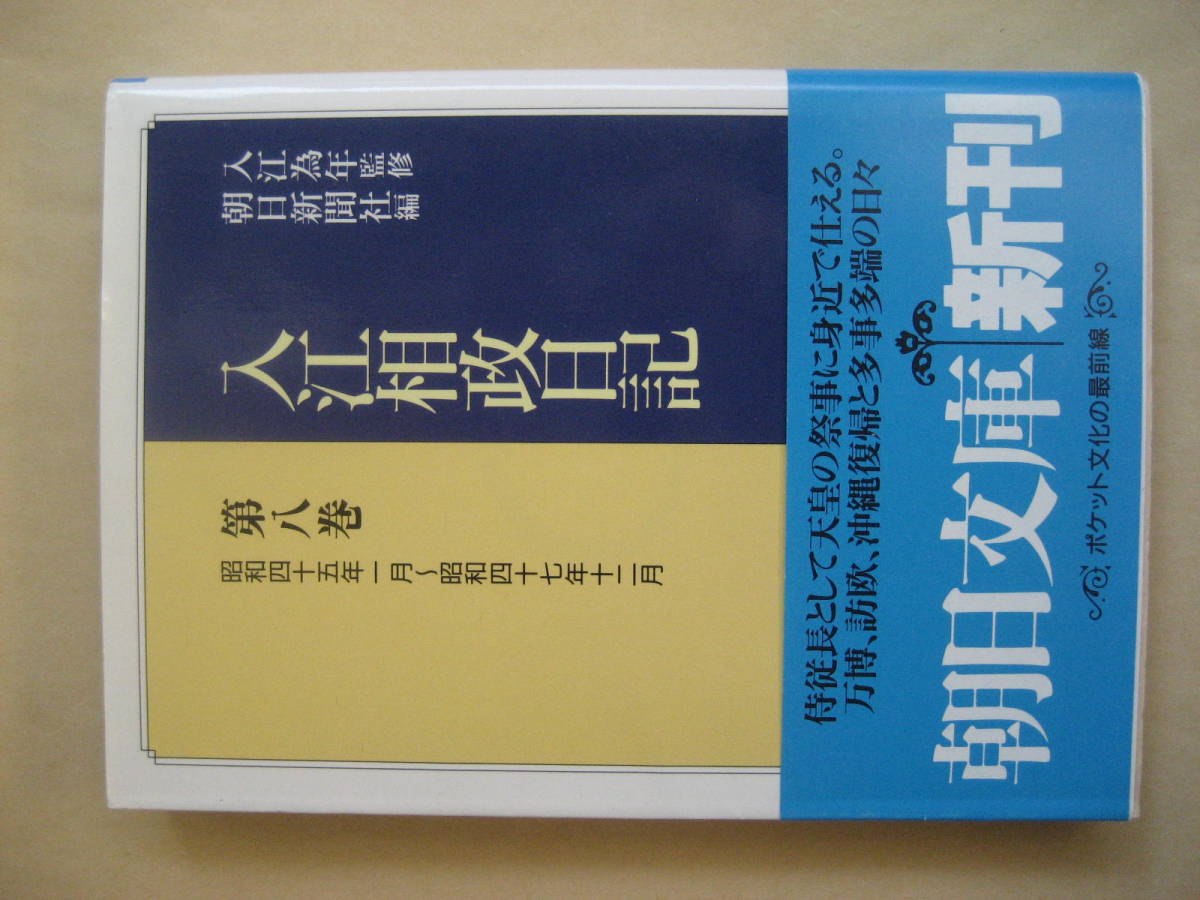 入江為年監修
朝日新聞社編
入江相政日記
第八巻
昭和四十五年一月〜昭和四十七年十二月
侍従長として天皇の祭事に身近で仕える。
万博、訪欧、沖縄復帰と多事多端の日々
朝日文庫 新刊
ポケット文化の最前線